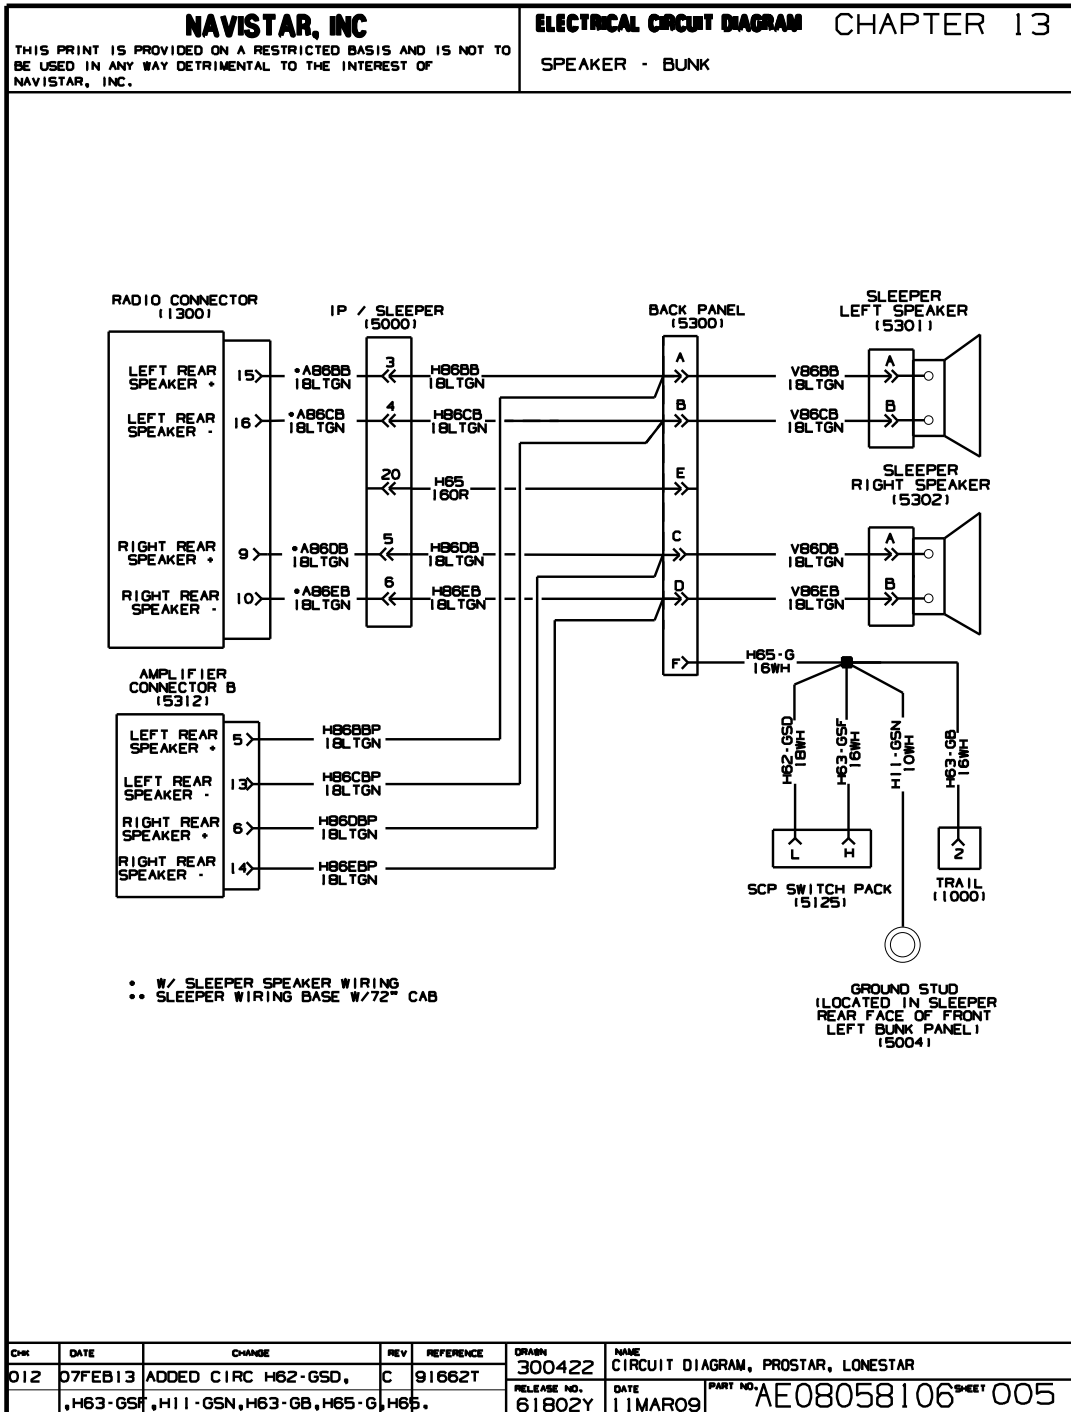 NAVISTAR, INC
THIS PRINT IS PROVIDED ON A RESTRICTED BASIS AND IS NOT TO
BE USED IN ANY WAY DETRIMENTAL TO THE INTEREST OF
NAVISTAR, INC.
ELECTRICAL CIRCUIT DIAGRAM
CHAPTER 13
SPEAKER - BUNK
RADIO CONNECTOR
(1300)
IP / SLEEPER
(5000)
BACK PANEL
(5300)
SLEEPER
LEFT SPEAKER
(5301)
LEFT REAR
SPEAKER +
15
•A86BB
18LTGN
3
H86BB
18LTGN
A
V86BB
18LTGN
A
LEFT REAR
SPEAKER -
16
•A86CB
18LTGN
4
H86CB
18LTGN
B
V86CB
18LTGN
B
20
H65
16OR
E
SLEEPER
RIGHT SPEAKER
(5302)
RIGHT REAR
SPEAKER +
9
•A86DB
18LTGN
5
H86DB
18LTGN
C
V86DB
18LTGN
A
RIGHT REAR
SPEAKER -
10
•A86EB
18LTGN
6
H86EB
18LTGN
D
V86EB
18LTGN
B
F
H65-G
16WH
AMPLIFIER
CONNECTOR B
(5312)
LEFT REAR
SPEAKER +
5
H86BBP
18LTGN
LEFT REAR
SPEAKER -
13
H86CBP
18LTGN
RIGHT REAR
SPEAKER +
6
H86DBP
18LTGN
RIGHT REAR
SPEAKER -
14
H86EBP
18LTGN
H62-GSD
18WH
H63-GSF
16WH
H11-GSN
10WH
H63-GB
16WH
L
H
2
SCP SWITCH PACK
(5125)
TRAIL
(1000)
GROUND STUD
(LOCATED IN SLEEPER
REAR FACE OF FRONT
LEFT BUNK PANEL)
(5004)
• W/ SLEEPER SPEAKER WIRING
•• SLEEPER WIRING BASE W/72" CAB
CHK DATE CHANGE REV REFERENCE
012 07FEB13 ADDED CIRC H62-GSD, C 91662T
,H63-GSF,H11-GSN,H63-GB,H65-G,H65.
DRAWN
300422
NAME
CIRCUIT DIAGRAM, PROSTAR, LONESTAR
RELEASE NO.
61802Y
DATE
11MAR09
PART NO. AE08058106 SHEET 005